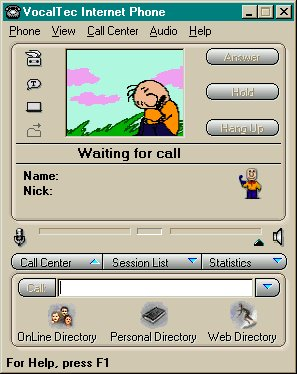 VocalTec Internet Phone
Phone View Call Center Audio Help
Answer
Hold
Hang Up
Waiting for call
Name:
Nick:
Call Center Session List Statistics
Call:
OnLine Directory Personal Directory Web Directory
For Help, press F1